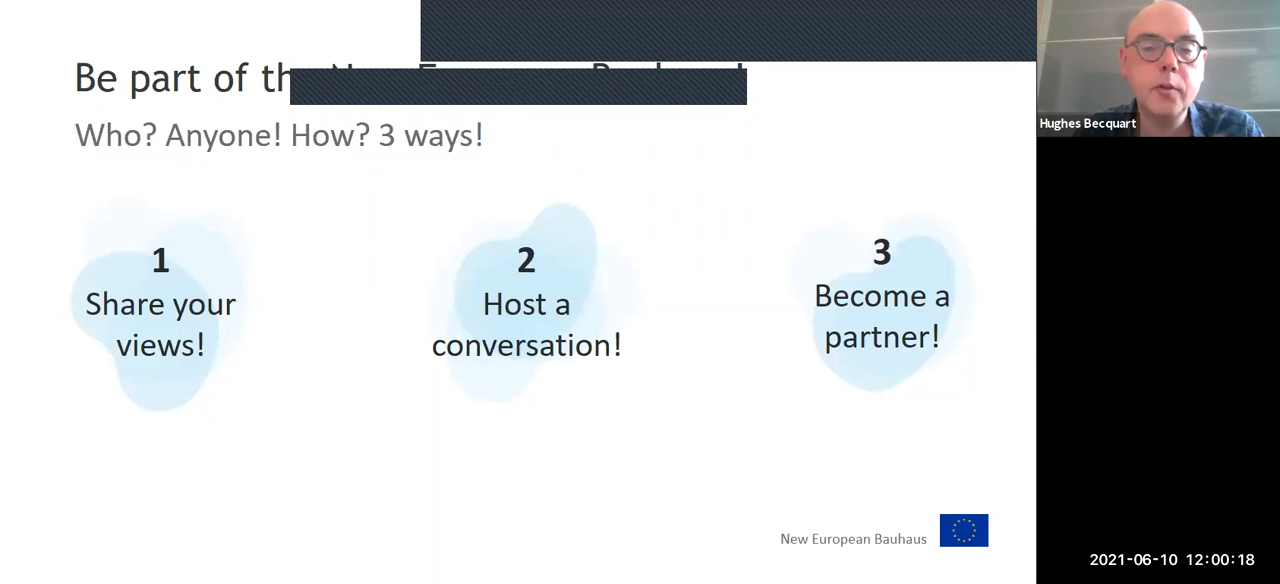 Be part of the
Who? Anyone! How? 3 ways!
1
Share your
views!
2
Host a
conversation!
3
Become a
partner!
New European Bauhaus
Hughes Becquart
2021-06-10 12:00:18